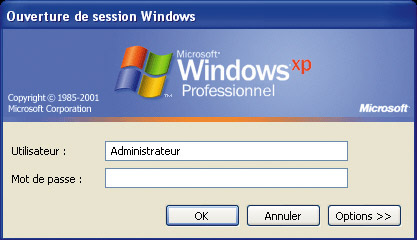 Ouverture de session Windows
Microsoft®
Windows xp
Professionnel
Copyright © 1985-2001
Microsoft Corporation
Microsoft
Utilisateur :
Administrateur
Mot de passe :
OK
Annuler
Options >>